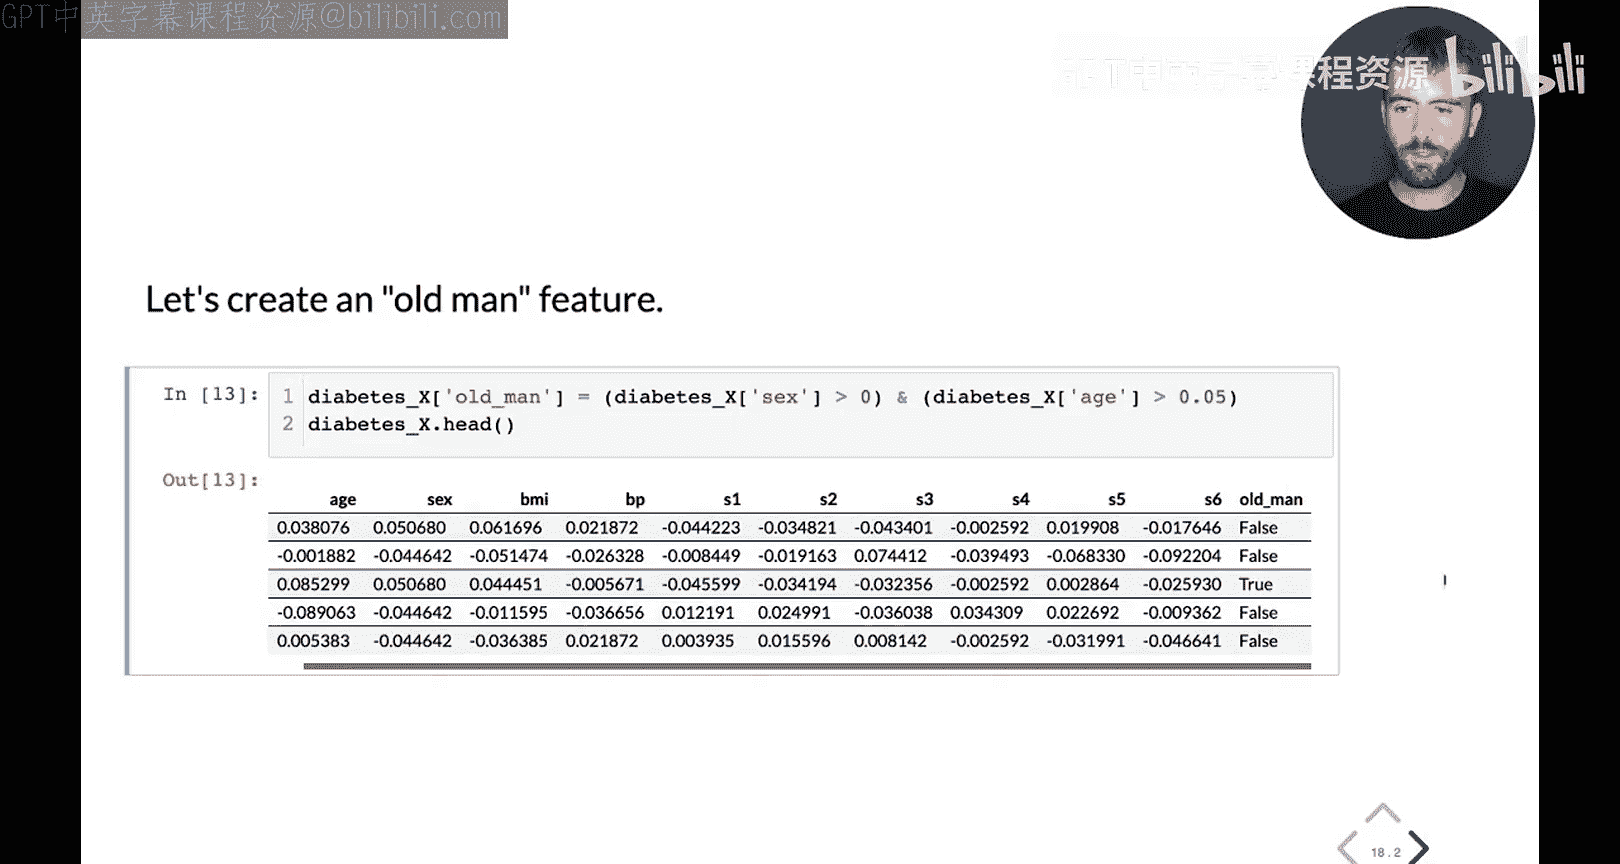 GPT中英字幕课程资源@bilibili.com
课程资源 bilibili
Let's create an "old man" feature.
In [13]:
1 diabetes_X['old_man'] = (diabetes_X['sex'] > 0) & (diabetes_X['age'] > 0.05)
2 diabetes_X.head()
Out[13]:
age sex bmi bp s1 s2 s3 s4 s5 s6 old_man
0.038076 0.050680 0.061696 0.021872 -0.044223 -0.034821 -0.043401 -0.002592 0.019908 -0.017646 False
-0.001882 -0.044642 -0.051474 -0.026328 -0.008449 -0.019163 0.074412 -0.039493 -0.068330 -0.092204 False
0.085299 0.050680 0.044451 -0.005671 -0.045599 -0.034194 -0.032356 -0.002592 0.002864 -0.025930 True
-0.089063 -0.044642 -0.011595 -0.036656 0.012191 0.024991 -0.036038 0.034309 0.022692 -0.009362 False
0.005383 -0.044642 -0.036385 0.021872 0.003935 0.015596 0.008142 -0.002592 -0.031991 -0.046641 False
18.2